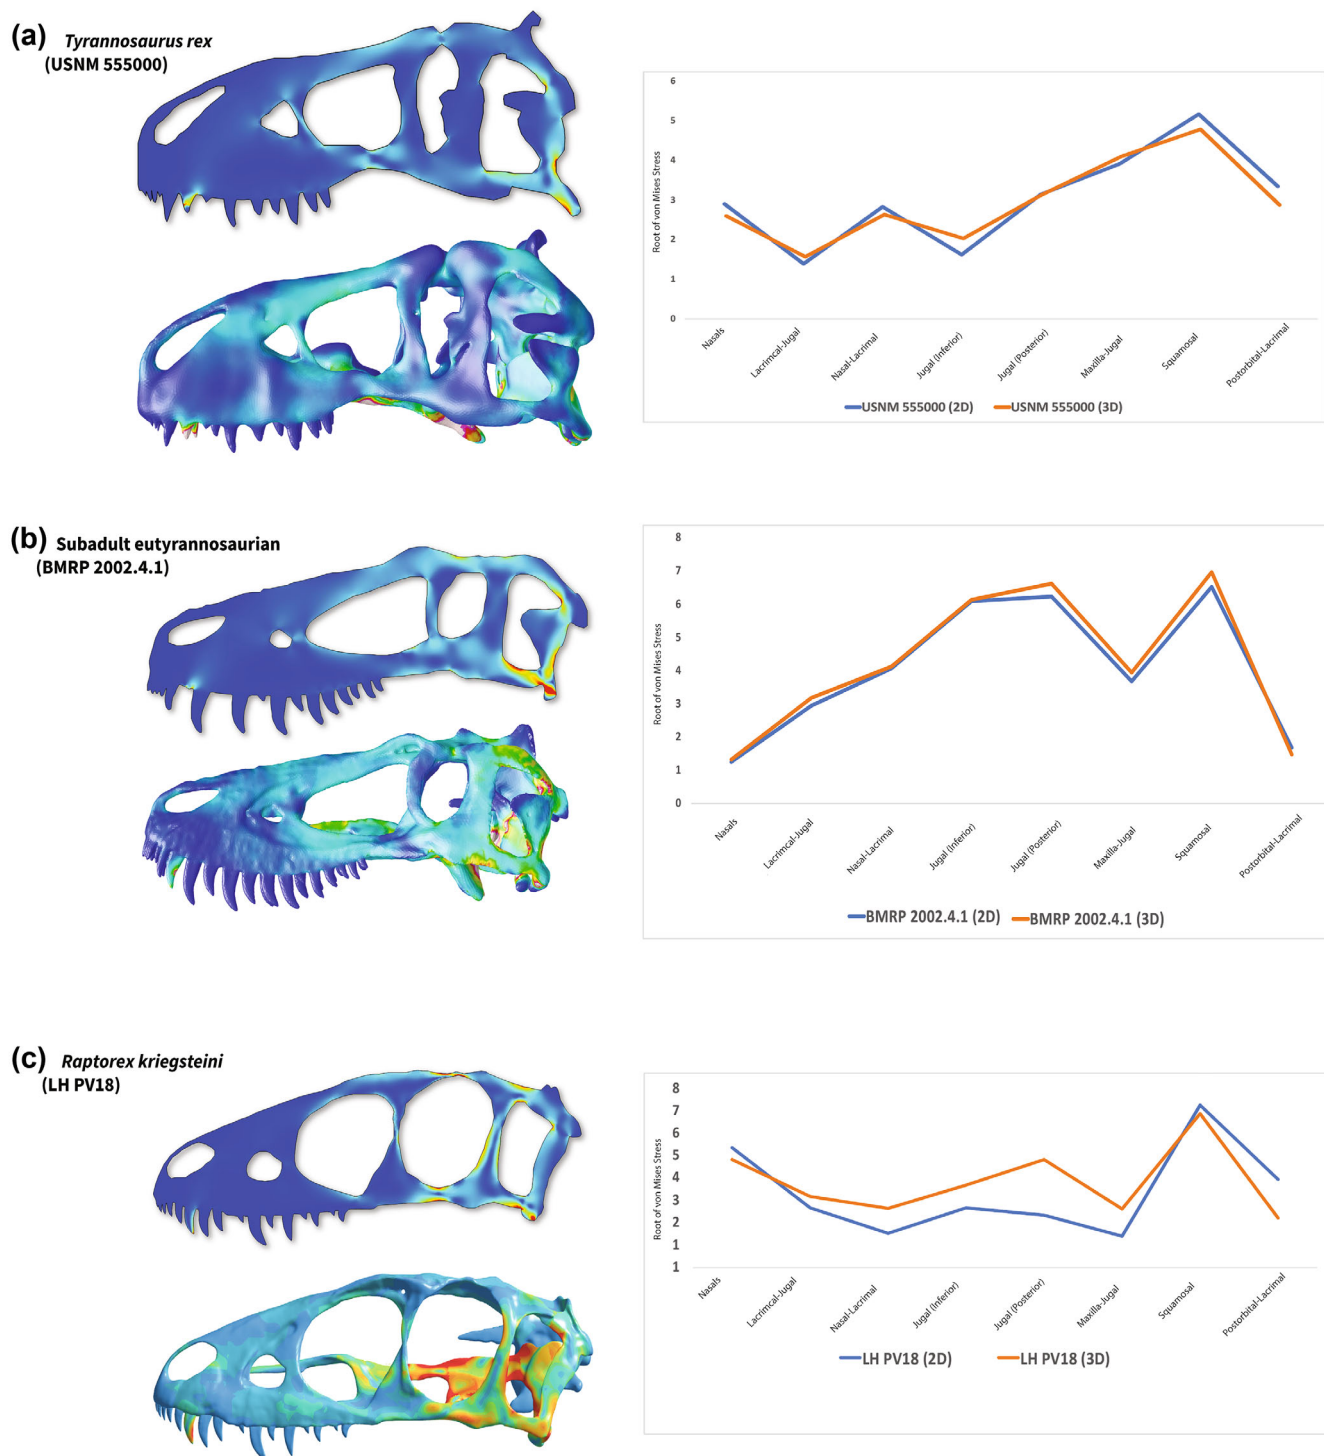 (a) Tyrannosaurus rex
(USNM 555000)
6
5
4
3
2
1
0
Root of von Mises Stress
Nasals
Lacrimcal-Jugal
Nasal-Lacrimal
Jugal (Inferior)
Jugal (Posterior)
Maxilla-Jugal
Squamosal
Postorbital-Lacrimal
USNM 555000 (2D) USNM 555000 (3D)
(b) Subadult eutyrannosaurian
(BMRP 2002.4.1)
8
7
6
5
4
3
2
1
0
Root of von Mises Stress
Nasals
Lacrimcal-Jugal
Nasal-Lacrimal
Jugal (Inferior)
Jugal (Posterior)
Maxilla-Jugal
Squamosal
Postorbital-Lacrimal
BMRP 2002.4.1 (2D) BMRP 2002.4.1 (3D)
(c) Raptorex kriegsteini
(LH PV18)
8
7
6
5
4
3
2
1
1
Root of von Mises Stress
Nasals
Lacrimcal-Jugal
Nasal-Lacrimal
Jugal (Inferior)
Jugal (Posterior)
Maxilla-Jugal
Squamosal
Postorbital-Lacrimal
LH PV18 (2D) LH PV18 (3D)